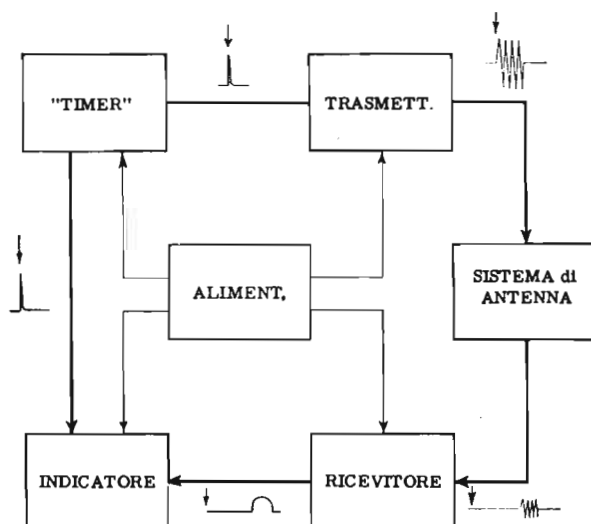 "TIMER"
TRASMETT.
ALIMENT.
SISTEMA di
ANTENNA
INDICATORE
RICEVITORE